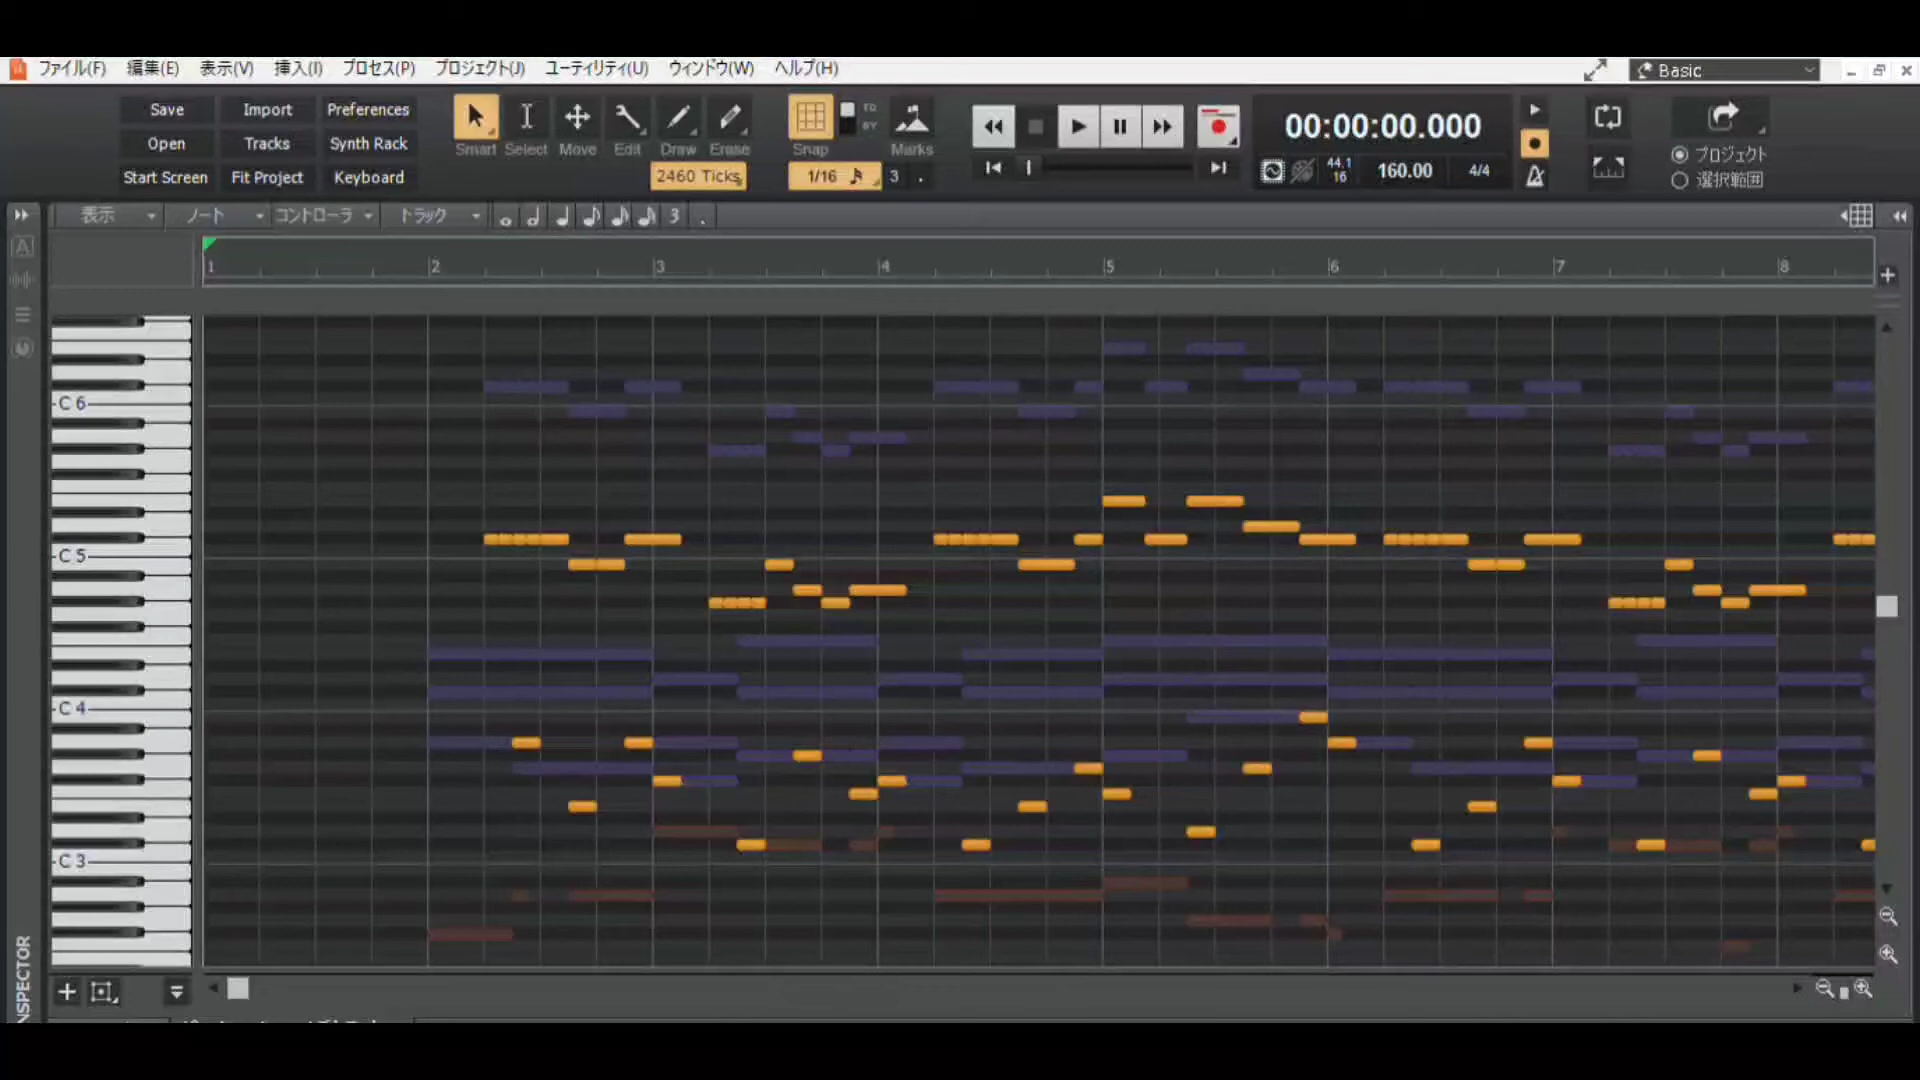 ファイル(F) 編集(E) 表示(V) 挿入(I) プロセス(P) プロジェクト(J) ユーティリティ(U) ウィンドウ(W) ヘルプ(H) Basic
Save Import Preferences
Open Tracks Synth Rack
Start Screen Fit Project Keyboard
Smart Select Move Edit Draw Erase
2460 Ticks
Snap
TO
BY
Marks
1/16 3 .
00:00:00.000
44.1
16
160.00 4/4
プロジェクト
選択範囲
表示 ノート コントローラ トラック 3 .
1 2 3 4 5 6 7 8
C 6
C 5
C 4
C 3
INSPECTOR